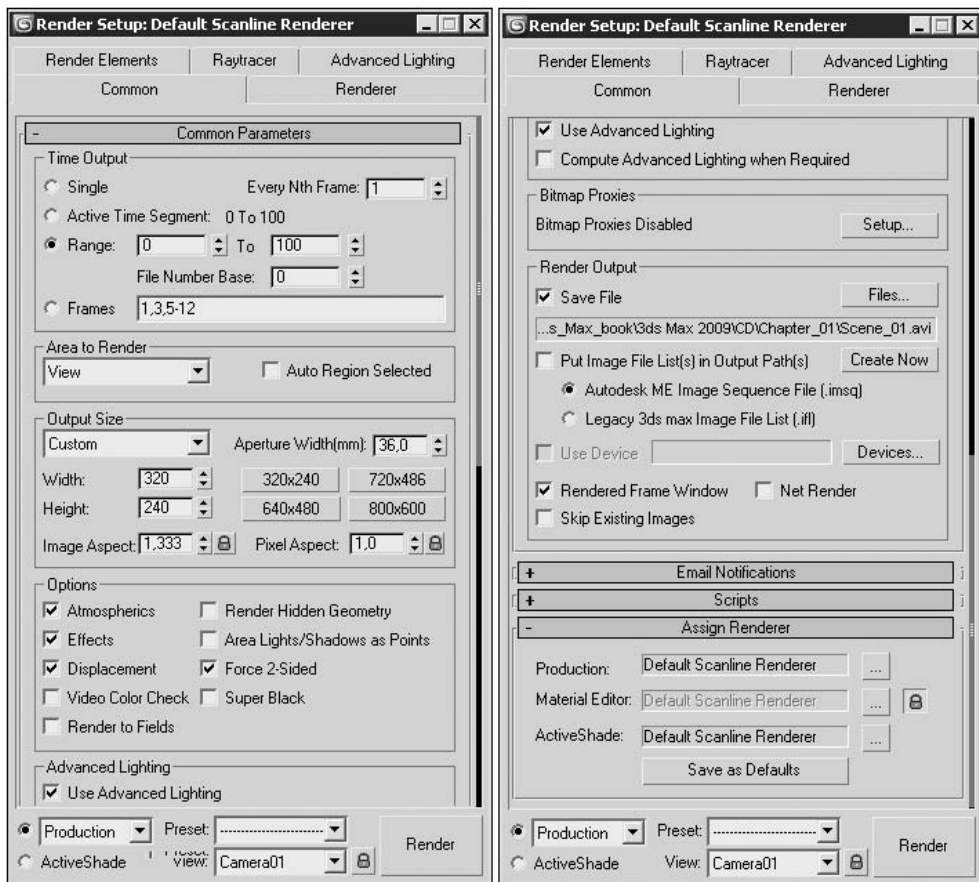 Render Setup: Default Scanline Renderer
Render Elements Raytracer Advanced Lighting
Common Renderer
- Common Parameters
Time Output
Single Every Nth Frame: 1
Active Time Segment: 0 To 100
Range: 0 To 100
File Number Base: 0
Frames 1,3,5-12
Area to Render
View Auto Region Selected
Output Size
Custom Aperture Width(mm): 36,0
Width: 320 320x240 720x486
Height: 240 640x480 800x600
Image Aspect: 1,333 Pixel Aspect: 1,0
Options
Atmospherics Render Hidden Geometry
Effects Area Lights/Shadows as Points
Displacement Force 2-Sided
Video Color Check Super Black
Render to Fields
Advanced Lighting
Use Advanced Lighting
Production Preset: --------------------
ActiveShade View: Camera01
Render
Render Setup: Default Scanline Renderer
Render Elements Raytracer Advanced Lighting
Common Renderer
Use Advanced Lighting
Compute Advanced Lighting when Required
Bitmap Proxies
Bitmap Proxies Disabled Setup...
Render Output
Save File Files...
...s_Max_book\3ds Max 2009\CD\Chapter_01\Scene_01.avi
Put Image File List(s) in Output Path(s) Create Now
Autodesk ME Image Sequence File (.imsq)
Legacy 3ds max Image File List (.ifl)
Use Device Devices...
Rendered Frame Window Net Render
Skip Existing Images
+ Email Notifications
+ Scripts
- Assign Renderer
Production: Default Scanline Renderer ...
Material Editor: Default Scanline Renderer ...
ActiveShade: Default Scanline Renderer ...
Save as Defaults
Production Preset: --------------------
ActiveShade View: Camera01
Render